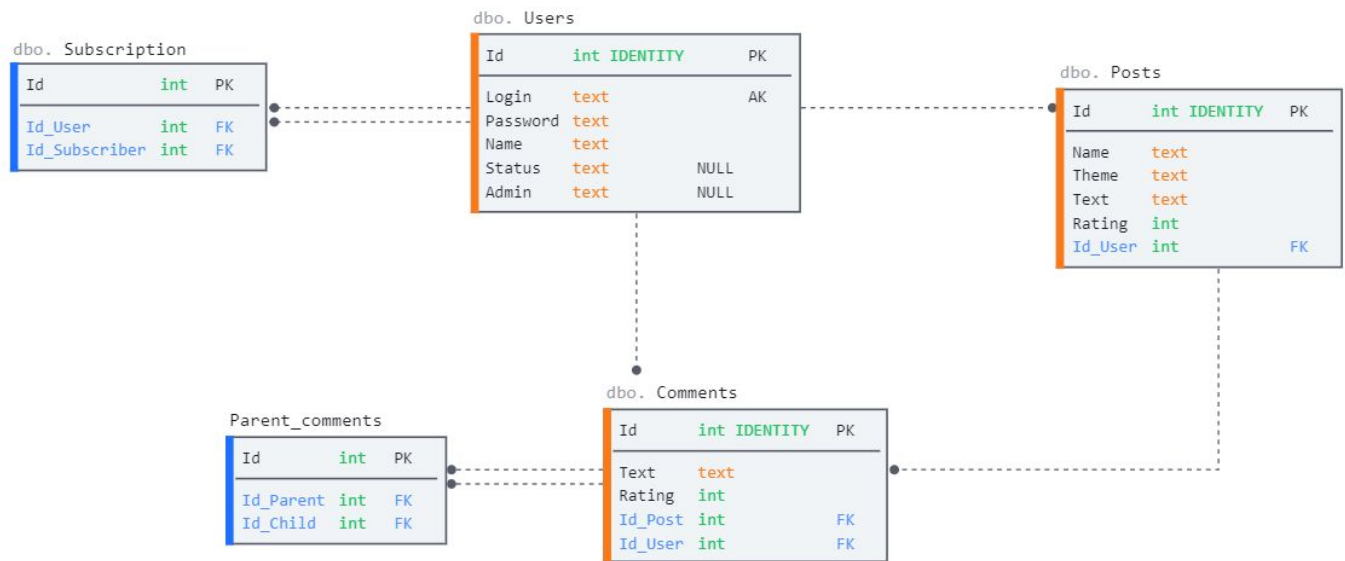 dbo. Users
Id int IDENTITY PK
Login text AK
Password text
Name text
Status text NULL
Admin text NULL
dbo. Subscription
Id int PK
Id_User int FK
Id_Subscriber int FK
dbo. Posts
Id int IDENTITY PK
Name text
Theme text
Text text
Rating int
Id_User int FK
dbo. Comments
Id int IDENTITY PK
Text text
Rating int
Id_Post int FK
Id_User int FK
Parent_comments
Id int PK
Id_Parent int FK
Id_Child int FK